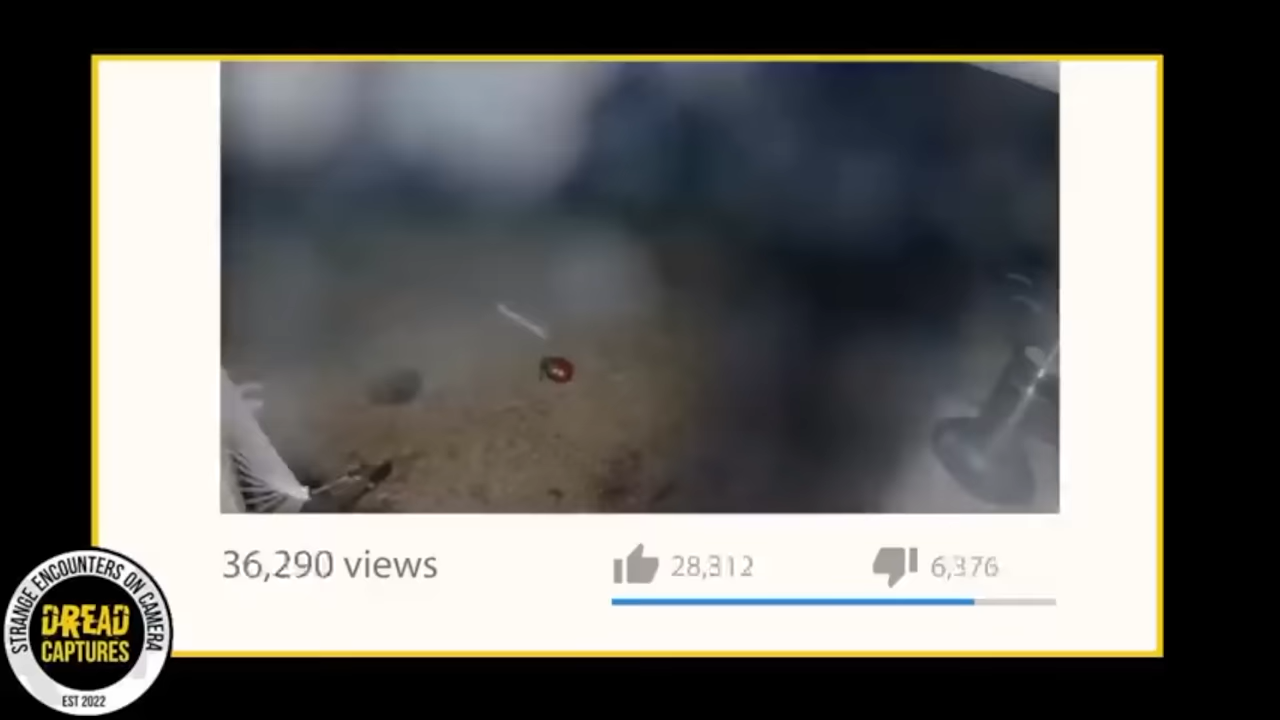 36,290 views
28,312
6,376
STRANGE ENCOUNTERS ON CAMERA
DREAD
CAPTURES
EST 2022